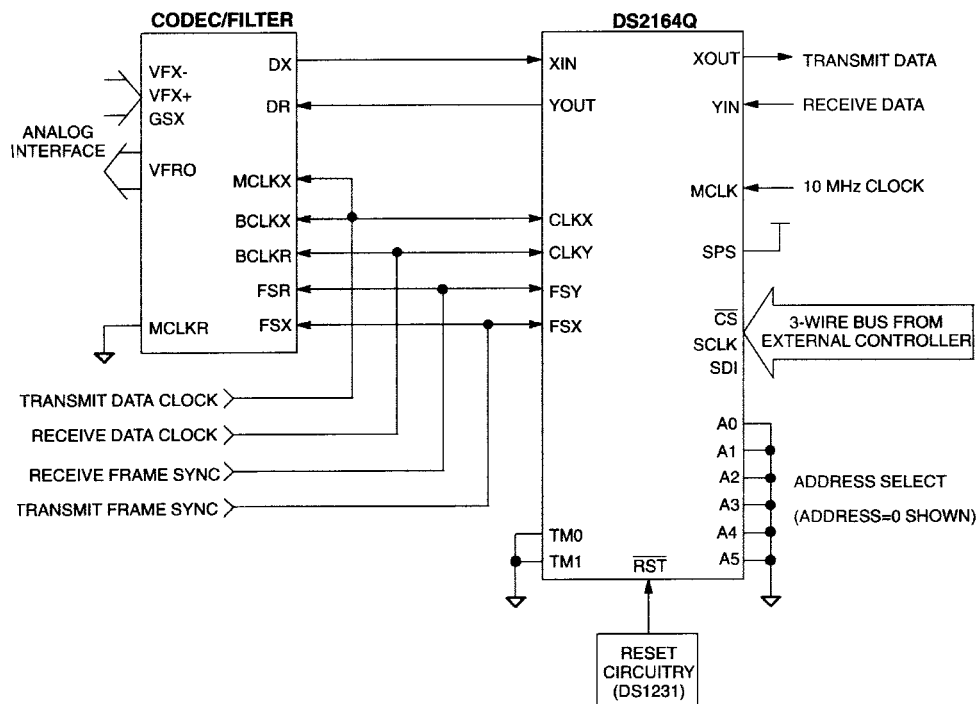 CODEC/FILTER
VFX-
VFX+
GSX
ANALOG
INTERFACE
VFRO
DX
DR
MCLKX
BCLKX
BCLKR
FSR
FSX
MCLKR
DS2164Q
XIN
YOUT
CLKX
CLKY
FSY
FSX
TM0
TM1
RST
XOUT
YIN
MCLK
SPS
CS
SCLK
SDI
A0
A1
A2
A3
A4
A5
TRANSMIT DATA
RECEIVE DATA
10 MHz CLOCK
3-WIRE BUS FROM
EXTERNAL CONTROLLER
ADDRESS SELECT
(ADDRESS=0 SHOWN)
TRANSMIT DATA CLOCK
RECEIVE DATA CLOCK
RECEIVE FRAME SYNC
TRANSMIT FRAME SYNC
RESET
CIRCUITRY
(DS1231)